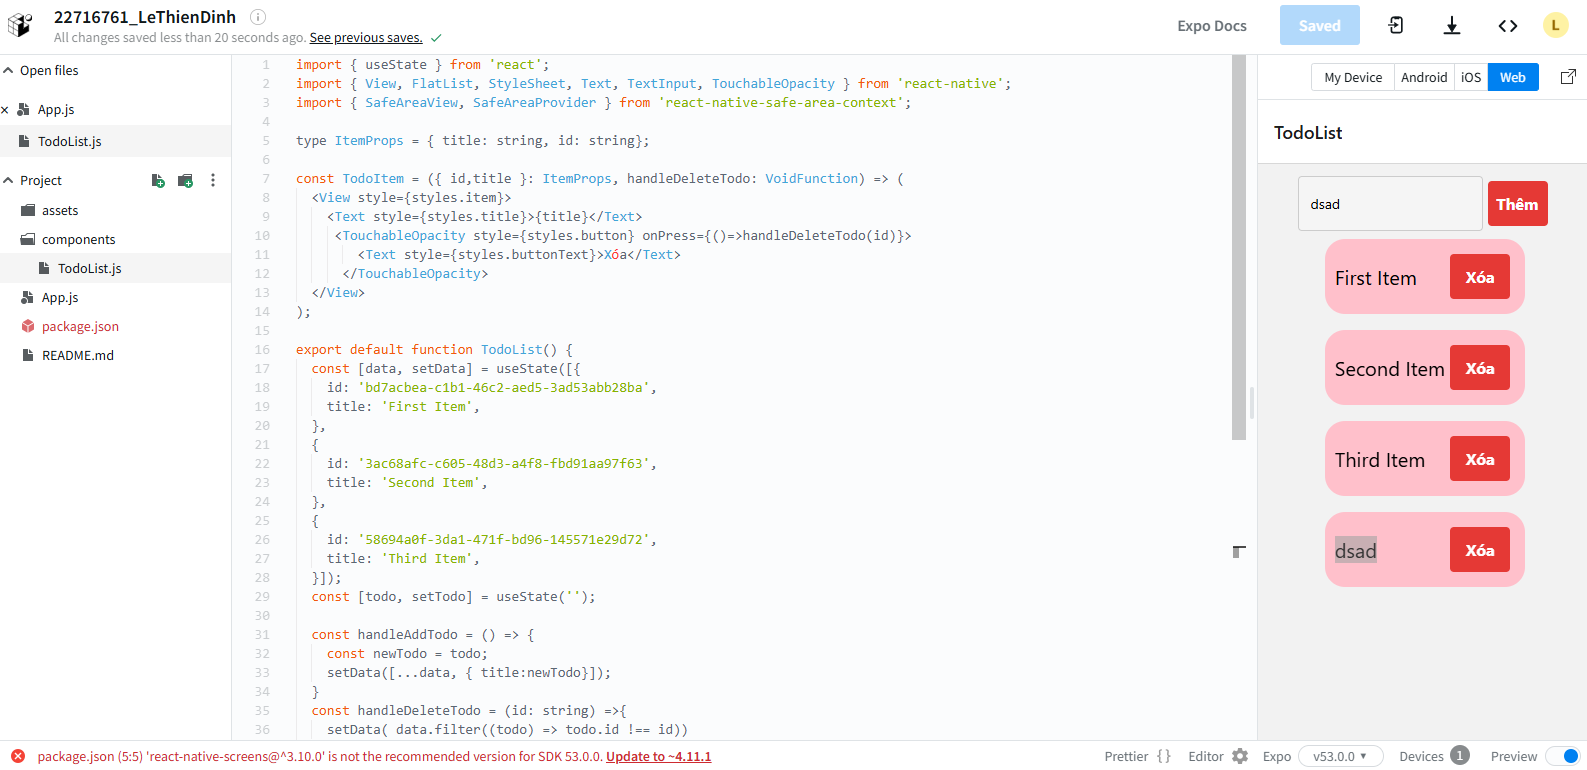 22716761_LeThienDinh
All changes saved less than 20 seconds ago. See previous saves.
Expo Docs
Saved
L
Open files
App.js
TodoList.js
Project
assets
components
TodoList.js
App.js
package.json
README.md
1 import { useState } from 'react';
2 import { View, FlatList, StyleSheet, Text, TextInput, TouchableOpacity } from 'react-native';
3 import { SafeAreaView, SafeAreaProvider } from 'react-native-safe-area-context';
4
5 type ItemProps = { title: string, id: string};
6
7 const TodoItem = ({ id,title }: ItemProps, handleDeleteTodo: VoidFunction) => (
8 <View style={styles.item}>
9 <Text style={styles.title}>{title}</Text>
10 <TouchableOpacity style={styles.button} onPress={()=>handleDeleteTodo(id)}>
11 <Text style={styles.buttonText}>Xóa</Text>
12 </TouchableOpacity>
13 </View>
14 );
15
16 export default function TodoList() {
17 const [data, setData] = useState([{
18 id: 'bd7acbea-c1b1-46c2-aed5-3ad53abb28ba',
19 title: 'First Item',
20 },
21 {
22 id: '3ac68afc-c605-48d3-a4f8-fbd91aa97f63',
23 title: 'Second Item',
24 },
25 {
26 id: '58694a0f-3da1-471f-bd96-145571e29d72',
27 title: 'Third Item',
28 }]);
29 const [todo, setTodo] = useState('');
30
31 const handleAddTodo = () => {
32 const newTodo = todo;
33 setData([...data, { title:newTodo}]);
34 }
35 const handleDeleteTodo = (id: string) =>{
36 setData( data.filter((todo) => todo.id !== id))
My Device Android iOS Web
TodoList
dsad Thêm
First Item Xóa
Second Item Xóa
Third Item Xóa
dsad Xóa
package.json (5:5) 'react-native-screens@^3.10.0' is not the recommended version for SDK 53.0.0. Update to ~4.11.1
Prettier { } Editor Expo v53.0.0 Devices 1 Preview